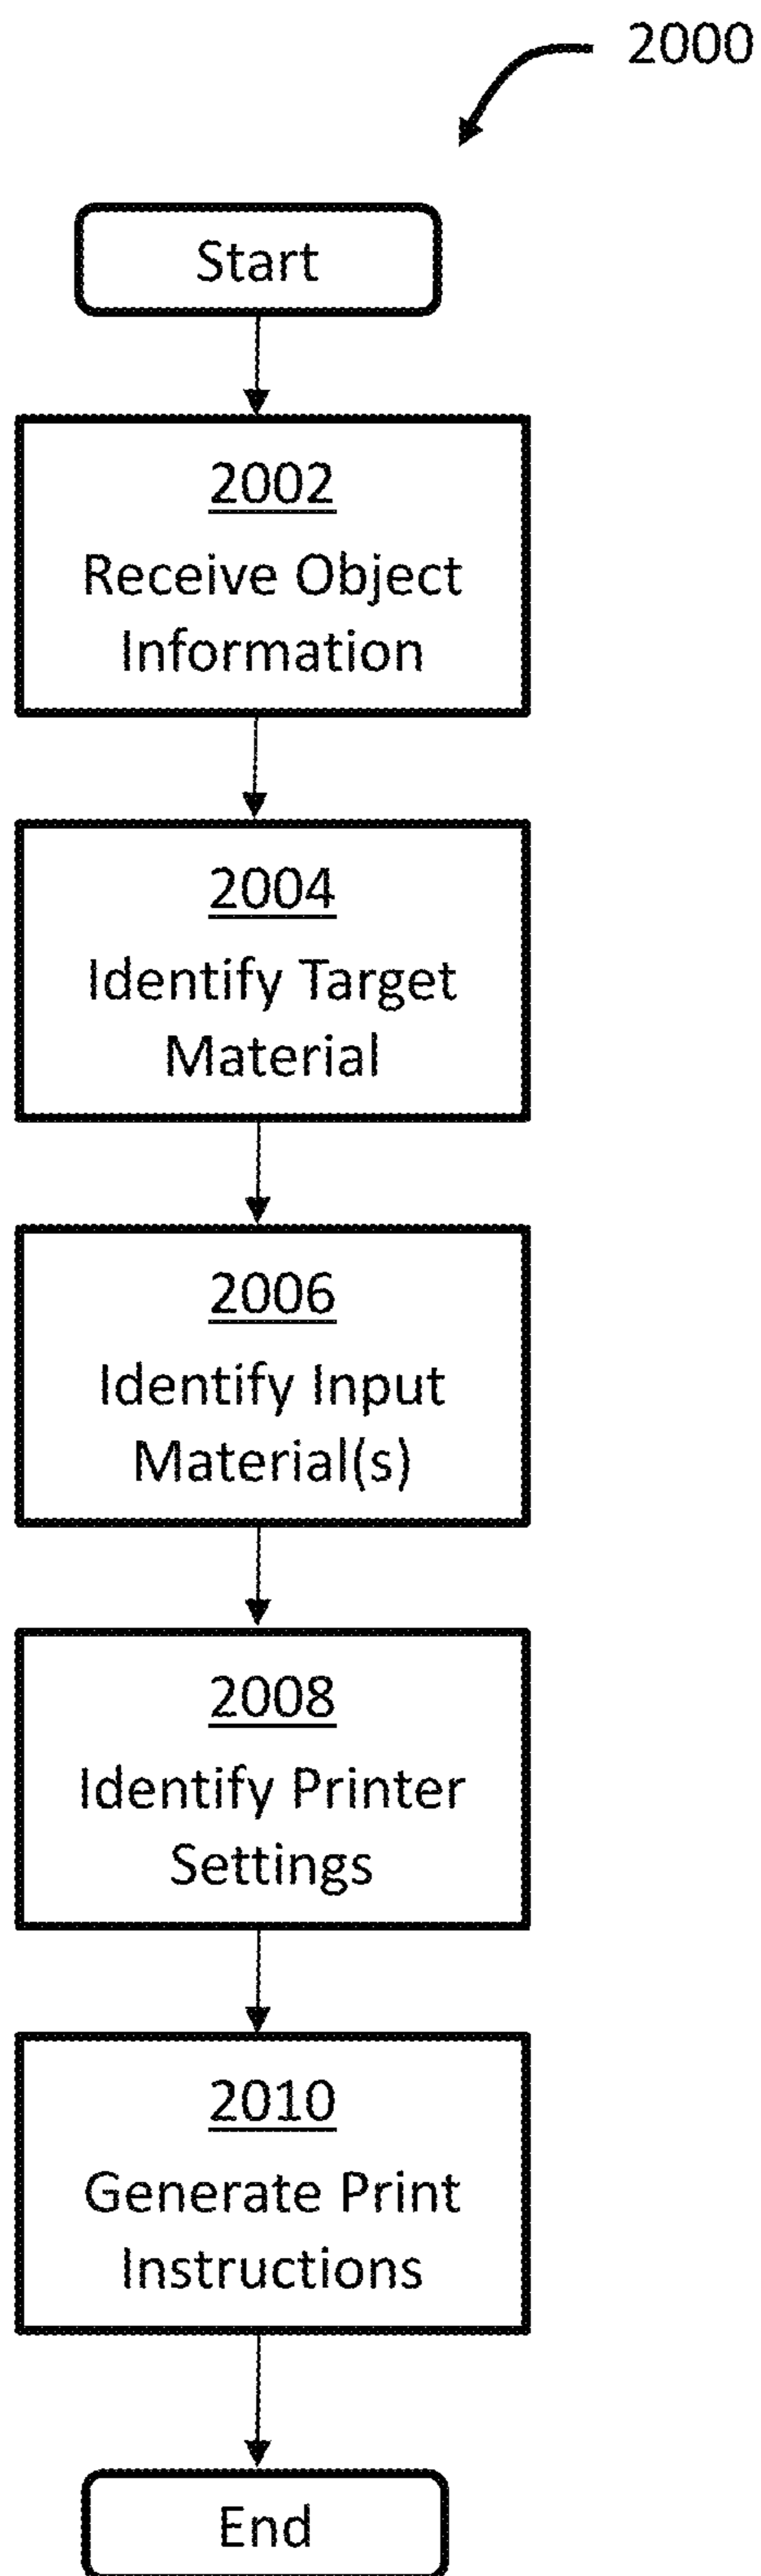 2000
Start
2002
Receive Object
Information
2004
Identify Target
Material
2006
Identify Input
Material(s)
2008
Identify Printer
Settings
2010
Generate Print
Instructions
End